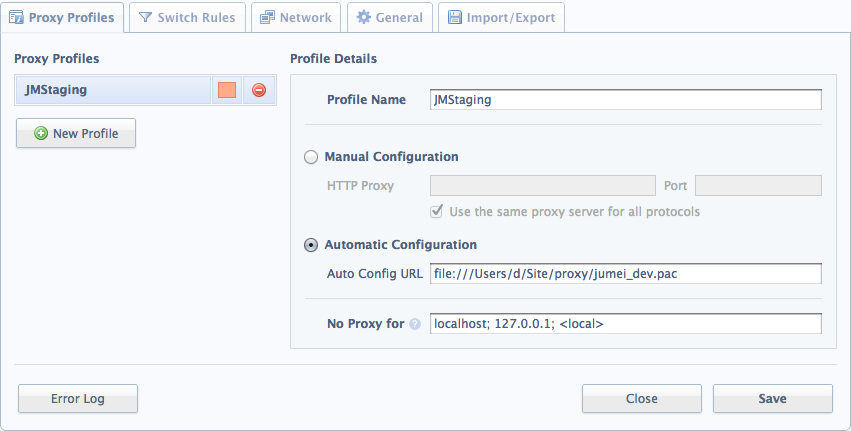 Proxy Profiles Switch Rules Network General Import/Export
Proxy Profiles
JMStaging
New Profile
Profile Details
Profile Name JMStaging
Manual Configuration
HTTP Proxy Port
Use the same proxy server for all protocols
Automatic Configuration
Auto Config URL file:///Users/d/Site/proxy/jumei_dev.pac
No Proxy for ? localhost; 127.0.0.1; <local>
Error Log Close Save